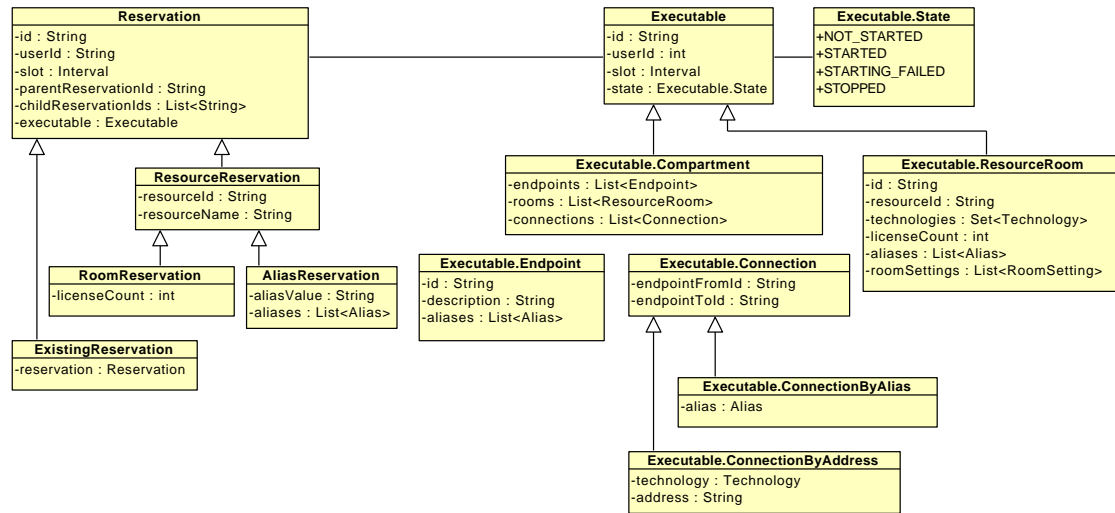 Reservation
-id : String
-userId : String
-slot : Interval
-parentReservationId : String
-childReservationIds : List<String>
-executable : Executable
Executable
-id : String
-userId : int
-slot : Interval
-state : Executable.State
Executable.State
+NOT_STARTED
+STARTED
+STARTING_FAILED
+STOPPED
ResourceReservation
-resourceId : String
-resourceName : String
Executable.Compartment
-endpoints : List<Endpoint>
-rooms : List<ResourceRoom>
-connections : List<Connection>
Executable.ResourceRoom
-id : String
-resourceId : String
-technologies : Set<Technology>
-licenseCount : int
-aliases : List<Alias>
-roomSettings : List<RoomSetting>
RoomReservation
-licenseCount : int
AliasReservation
-aliasValue : String
-aliases : List<Alias>
Executable.Endpoint
-id : String
-description : String
-aliases : List<Alias>
Executable.Connection
-endpointFromId : String
-endpointToId : String
ExistingReservation
-reservation : Reservation
Executable.ConnectionByAlias
-alias : Alias
Executable.ConnectionByAddress
-technology : Technology
-address : String